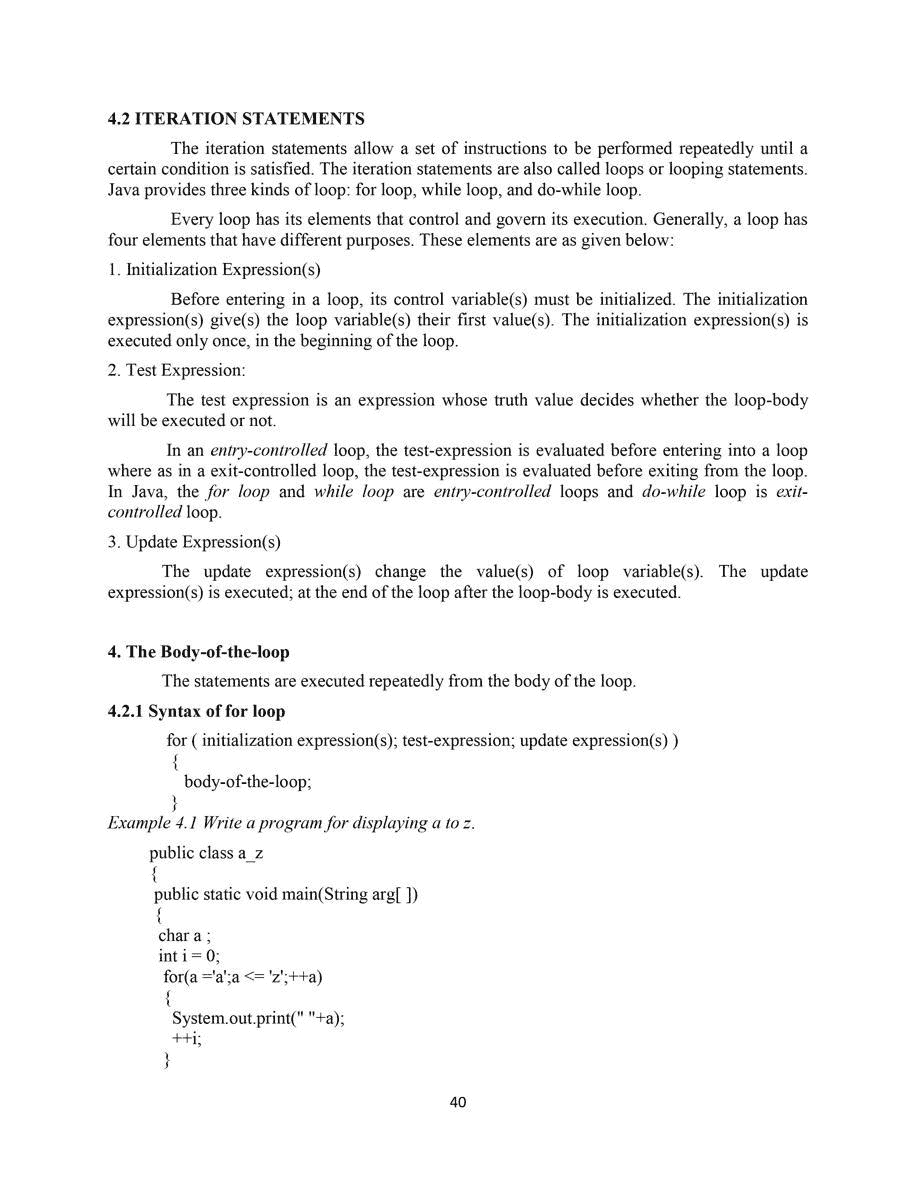 4.2 ITERATION STATEMENTS
The iteration statements allow a set of instructions to be performed repeatedly until a
certain condition is satisfied. The iteration statements are also called loops or looping statements.
Java provides three kinds of loop: for loop, while loop, and do-while loop.
Every loop has its elements that control and govern its execution. Generally, a loop has
four elements that have different purposes. These elements are as given below:
1. Initialization Expression(s)
Before entering in a loop, its control variable(s) must be initialized. The initialization
expression(s) give(s) the loop variable(s) their first value(s). The initialization expression(s) is
executed only once, in the beginning of the loop.
2. Test Expression:
The test expression is an expression whose truth value decides whether the loop-body
will be executed or not.
In an entry-controlled loop, the test-expression is evaluated before entering into a loop
where as in a exit-controlled loop, the test-expression is evaluated before exiting from the loop.
In Java, the for loop and while loop are entry-controlled loops and do-while loop is exit-
controlled loop.
3. Update Expression(s)
The update expression(s) change the value(s) of loop variable(s). The update
expression(s) is executed; at the end of the loop after the loop-body is executed.
4. The Body-of-the-loop
The statements are executed repeatedly from the body of the loop.
4.2.1 Syntax of for loop
for ( initialization expression(s); test-expression; update expression(s) )
{
body-of-the-loop;
}
Example 4.1 Write a program for displaying a to z.
public class a_z
{
public static void main(String arg[ ])
{
char a ;
int i = 0;
for(a ='a';a <= 'z';++a)
{
System.out.print(" "+a);
++i;
}
40